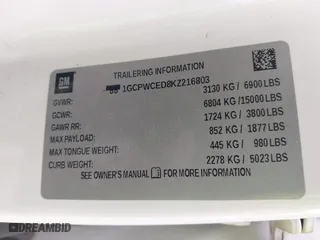 GM
TRAILERING INFORMATION
1GCPWCED8KZ216803
GVWR: 3130 KG / 6900 LBS
GCWR: 6804 KG /15000 LBS
GAWR RR: 1724 KG / 3800 LBS
MAX PAYLOAD: 852 KG / 1877 LBS
MAX TONGUE WEIGHT: 445 KG / 980 LBS
CURB WEIGHT: 2278 KG / 5023 LBS
SEE OWNER'S MANUAL FOR MORE INFORMATION
DREAMBID